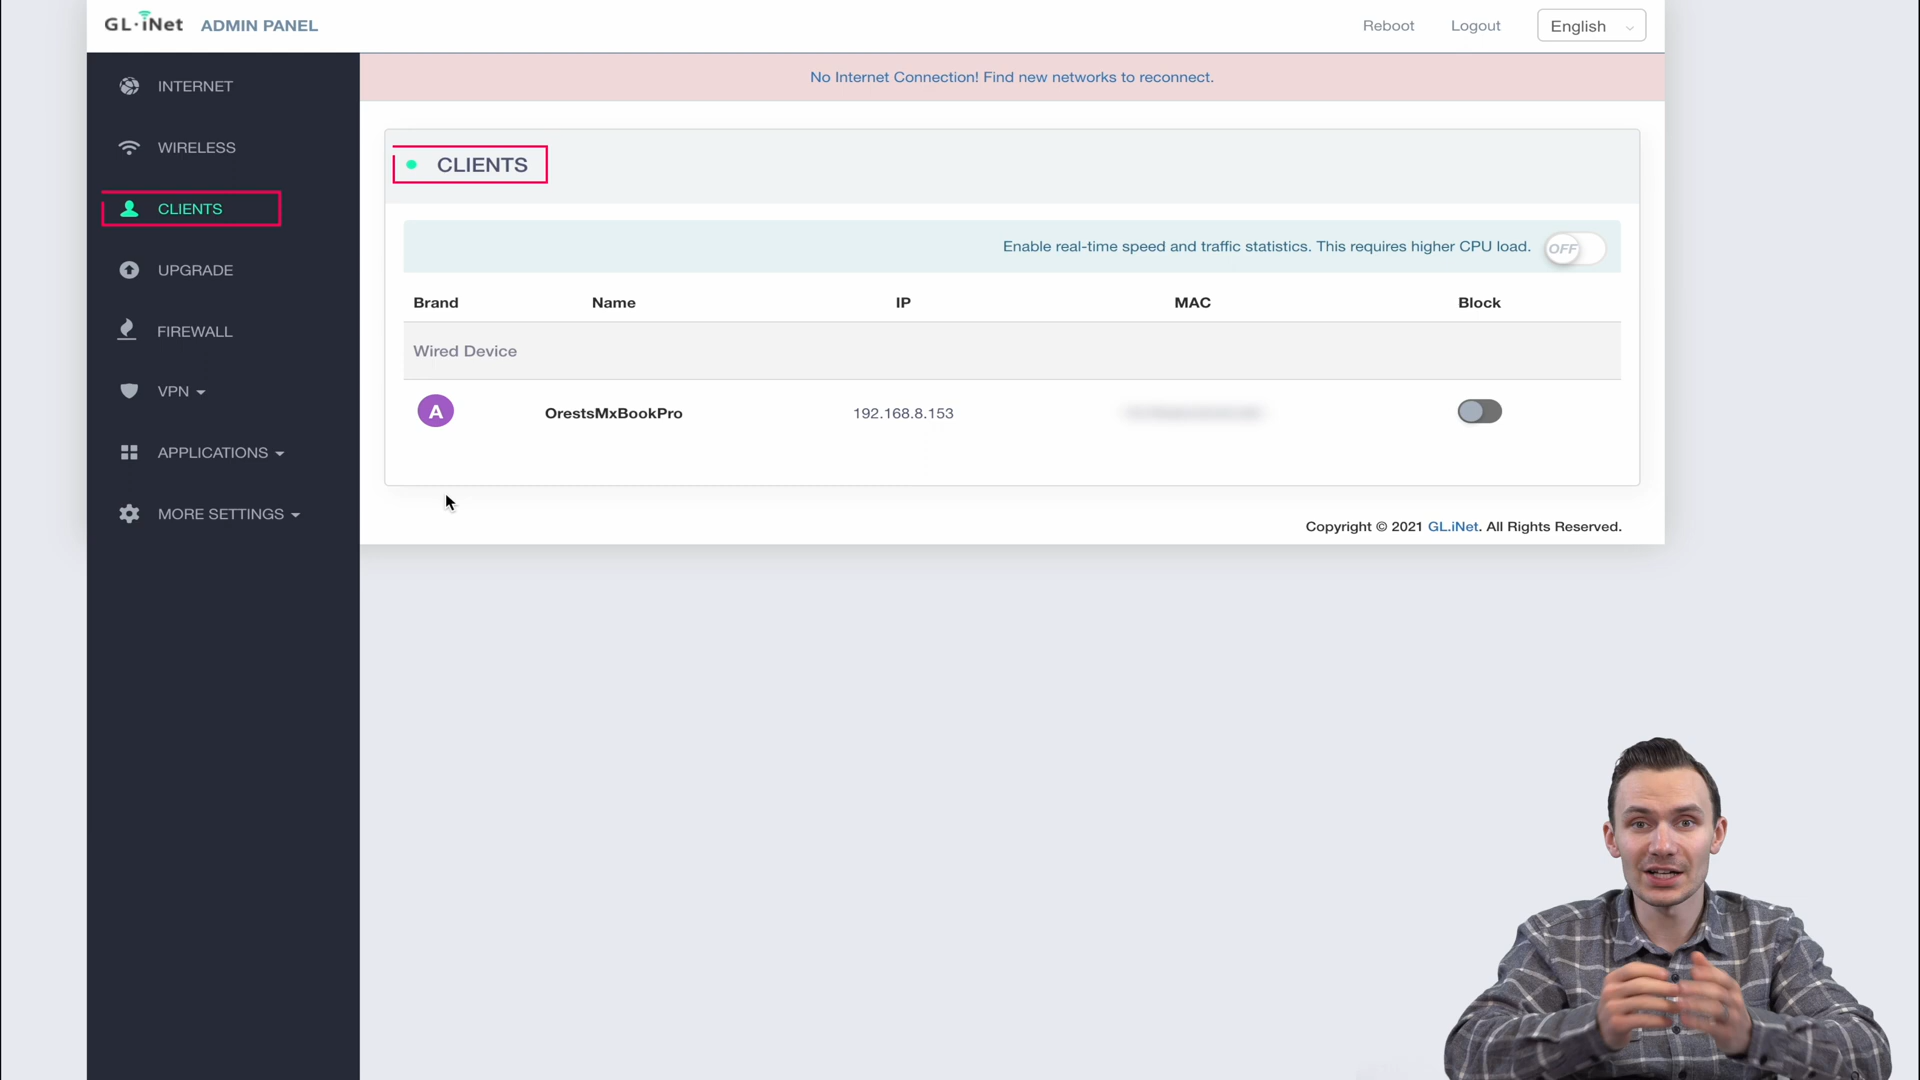 GL·iNet ADMIN PANEL
Reboot
Logout
English
INTERNET
WIRELESS
CLIENTS
UPGRADE
FIREWALL
VPN
APPLICATIONS
MORE SETTINGS
No Internet Connection! Find new networks to reconnect.
CLIENTS
Enable real-time speed and traffic statistics. This requires higher CPU load.
OFF
Brand Name IP MAC Block
Wired Device
A OrestsMxBookPro 192.168.8.153
Copyright © 2021 GL.iNet. All Rights Reserved.